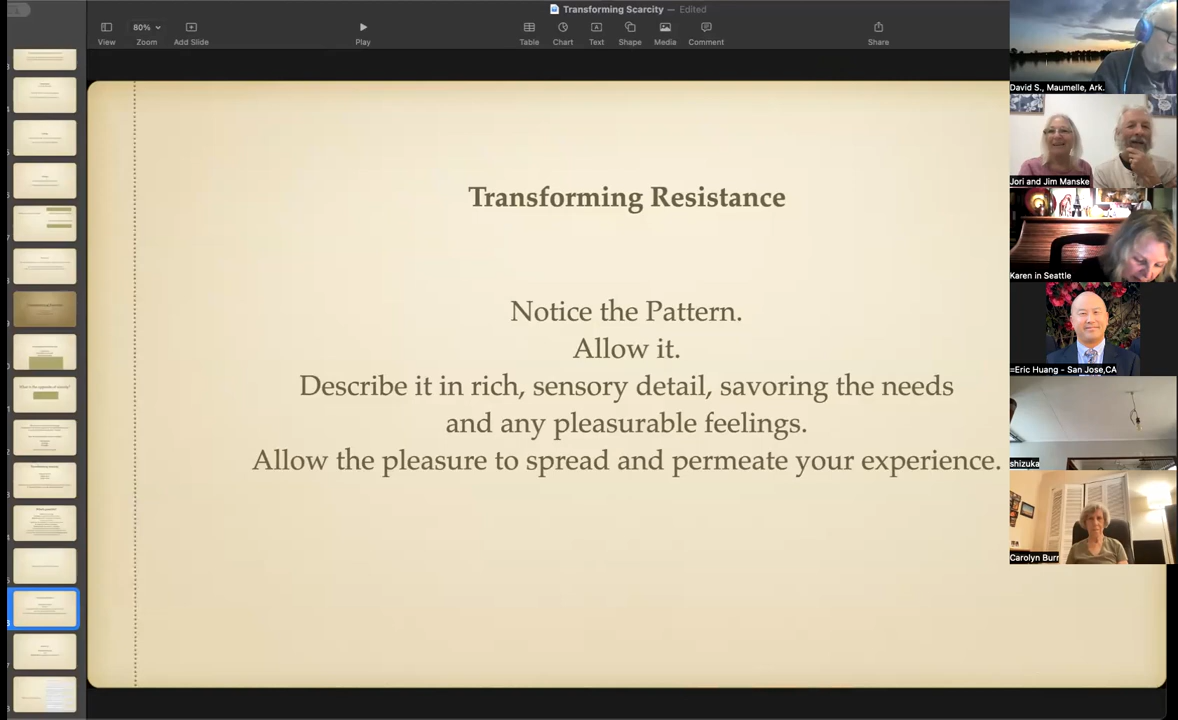 Transforming Scarcity — Edited
80%
View
Zoom
Add Slide
Play
Table
Chart
Text
Shape
Media
Comment
Share
Transforming Resistance
Notice the Pattern.
Allow it.
Describe it in rich, sensory detail, savoring the needs
and any pleasurable feelings.
Allow the pleasure to spread and permeate your experience.
David S., Maumelle, Ark.
Jori and Jim Manske
Karen in Seattle
=Eric Huang - San Jose,CA
shizuka
Carolyn Burr